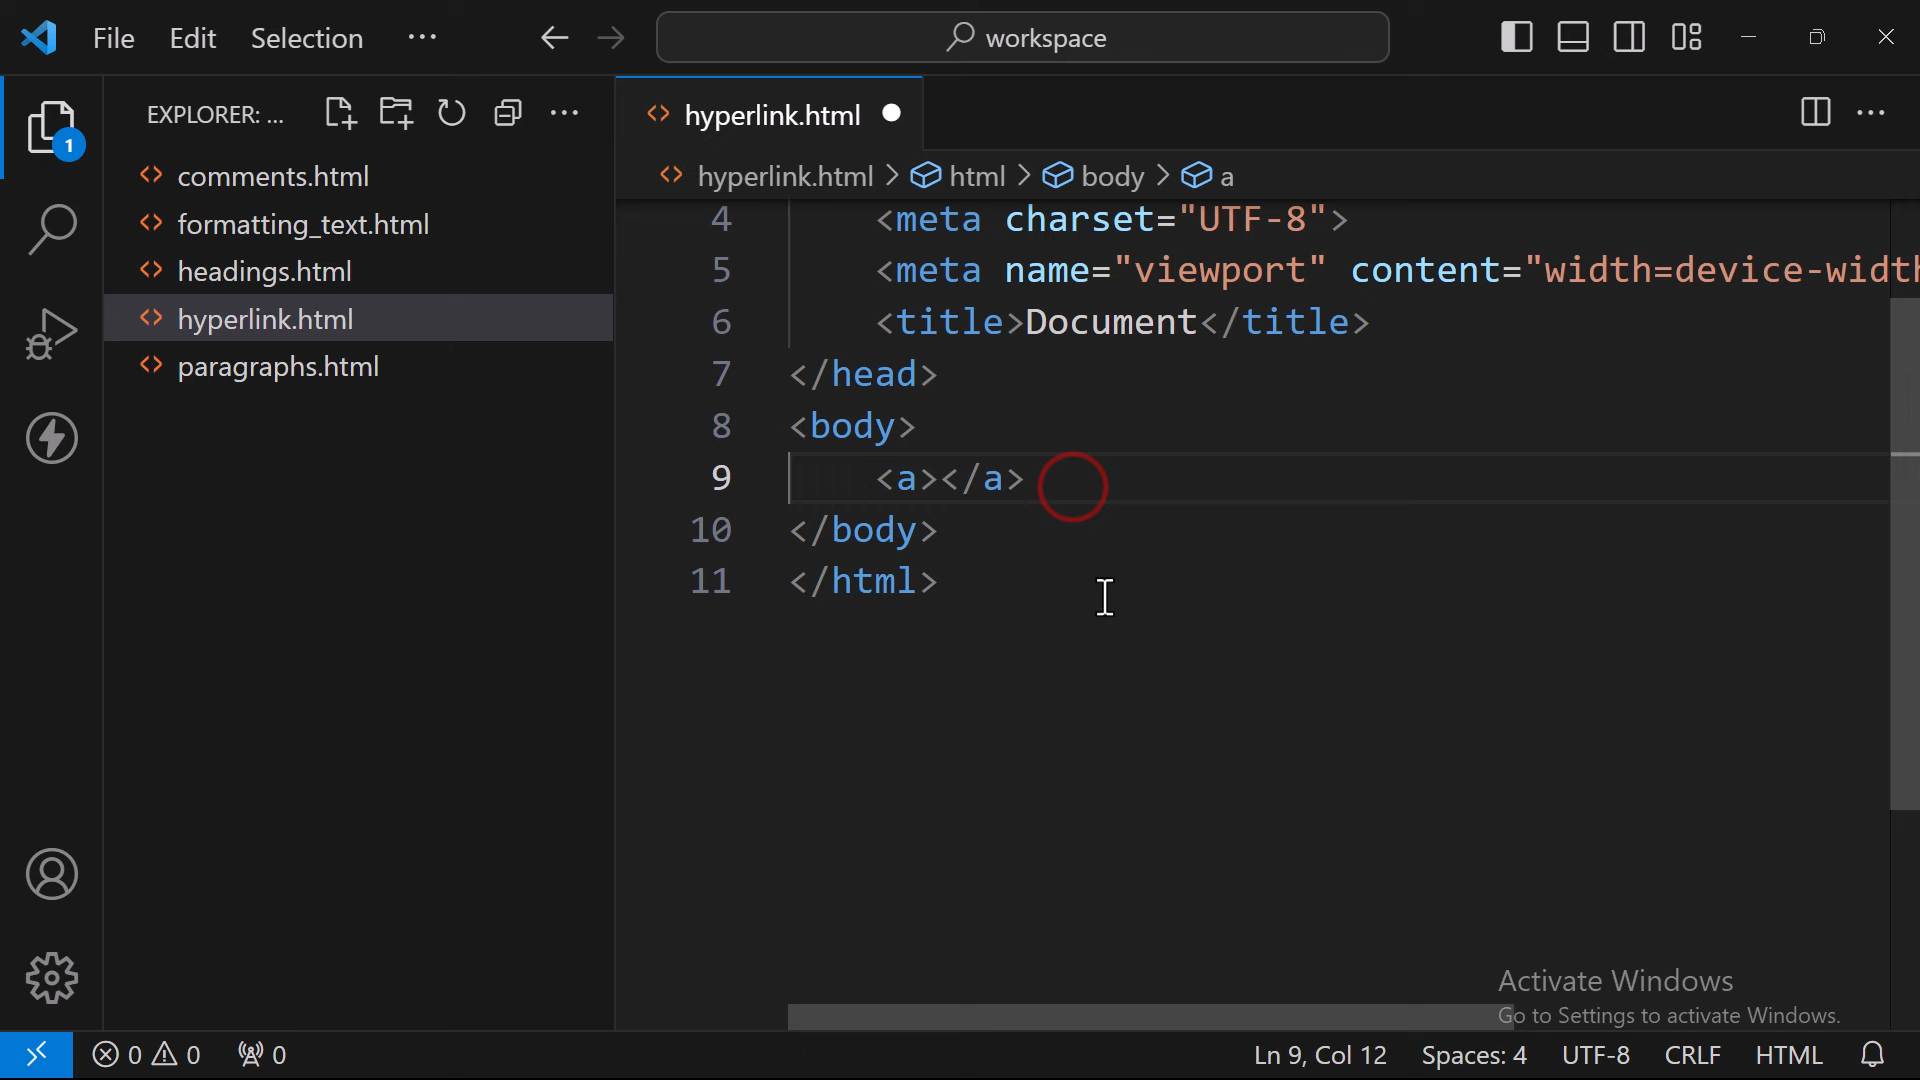 File Edit Selection ··· workspace
EXPLORER: ...
hyperlink.html
comments.html
formatting_text.html
headings.html
hyperlink.html
paragraphs.html
hyperlink.html > html > body > a
4 <meta charset="UTF-8">
5 <meta name="viewport" content="width=device-widt
6 <title>Document</title>
7 </head>
8 <body>
9 <a></a>
10 </body>
11 </html>
Activate Windows
Go to Settings to activate Windows.
1
0 0 0
Ln 9, Col 12 Spaces: 4 UTF-8 CRLF HTML